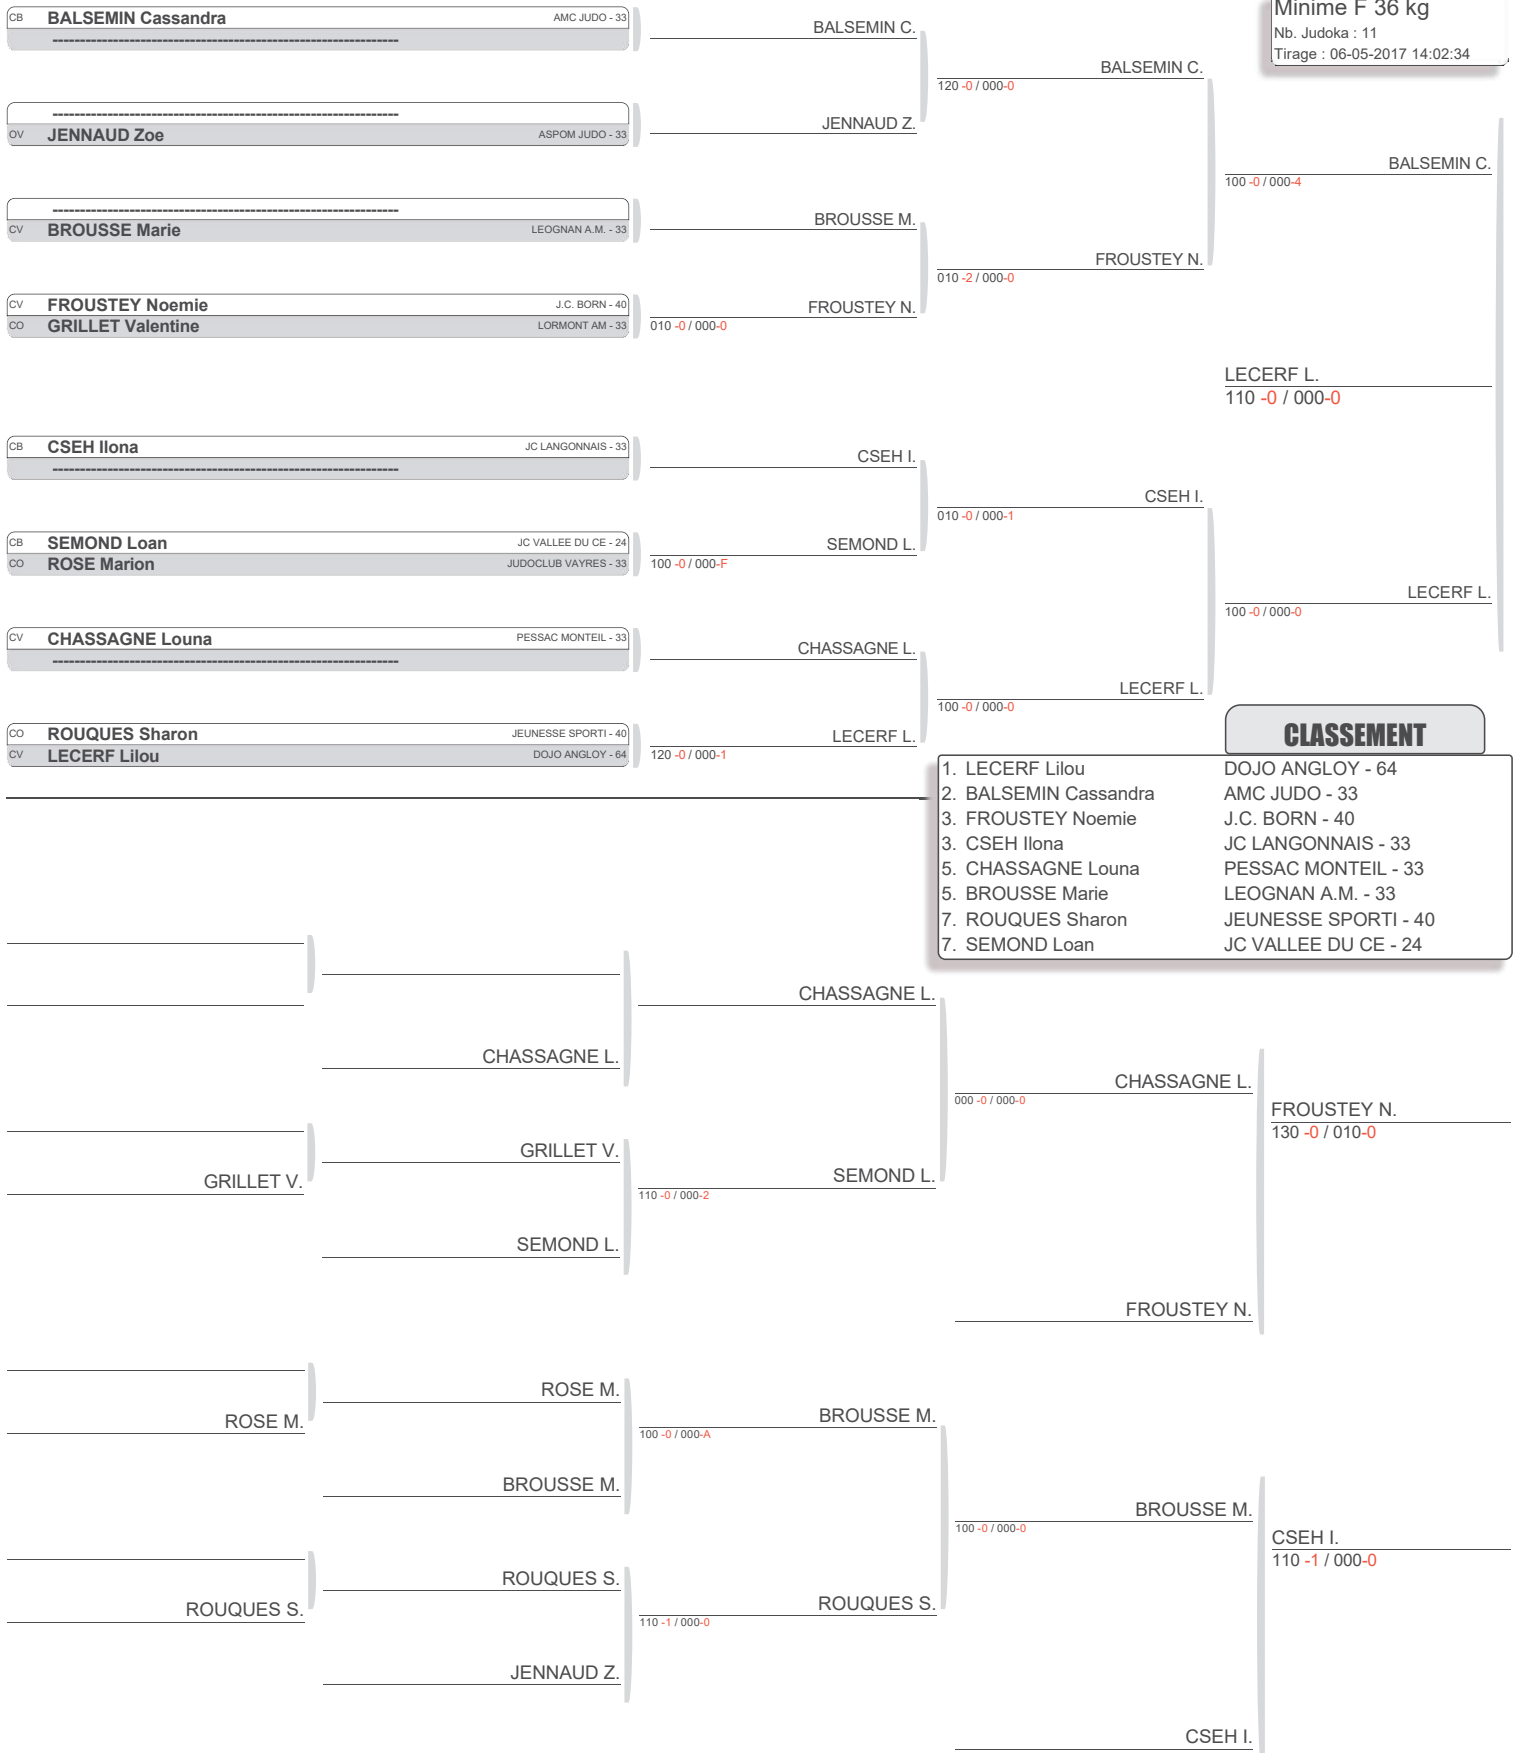 Minime F 36 kg
Nb. Judoka : 11
Tirage : 06-05-2017 14:02:34
CB BALSEMIN Cassandra AMC JUDO - 33
----------------------------------------------------------------
----------------------------------------------------------------
OV JENNAUD Zoe ASPOM JUDO - 33
----------------------------------------------------------------
CV BROUSSE Marie LEOGNAN A.M. - 33
CV FROUSTEY Noemie J.C. BORN - 40
CO GRILLET Valentine LORMONT AM - 33
CB CSEH Ilona JC LANGONNAIS - 33
----------------------------------------------------------------
CB SEMOND Loan JC VALLEE DU CE - 24
CO ROSE Marion JUDOCLUB VAYRES - 33
CV CHASSAGNE Louna PESSAC MONTEIL - 33
----------------------------------------------------------------
CO ROUQUES Sharon JEUNESSE SPORTI - 40
CV LECERF Lilou DOJO ANGLOY - 64
BALSEMIN C.
JENNAUD Z.
BROUSSE M.
FROUSTEY N.
010 -0 / 000-0
CSEH I.
SEMOND L.
100 -0 / 000-F
CHASSAGNE L.
LECERF L.
120 -0 / 000-1
BALSEMIN C.
120 -0 / 000-0
FROUSTEY N.
010 -2 / 000-0
CSEH I.
010 -0 / 000-1
LECERF L.
100 -0 / 000-0
BALSEMIN C.
100 -0 / 000-4
LECERF L.
110 -0 / 000-0
LECERF L.
100 -0 / 000-0
CLASSEMENT
1. LECERF Lilou DOJO ANGLOY - 64
2. BALSEMIN Cassandra AMC JUDO - 33
3. FROUSTEY Noemie J.C. BORN - 40
3. CSEH Ilona JC LANGONNAIS - 33
5. CHASSAGNE Louna PESSAC MONTEIL - 33
5. BROUSSE Marie LEOGNAN A.M. - 33
7. ROUQUES Sharon JEUNESSE SPORTI - 40
7. SEMOND Loan JC VALLEE DU CE - 24
GRILLET V.
ROSE M.
ROUQUES S.
CHASSAGNE L.
GRILLET V.
SEMOND L.
ROSE M.
BROUSSE M.
ROUQUES S.
JENNAUD Z.
CHASSAGNE L.
SEMOND L.
110 -0 / 000-2
BROUSSE M.
100 -0 / 000-A
ROUQUES S.
110 -1 / 000-0
CHASSAGNE L.
000 -0 / 000-0
FROUSTEY N.
BROUSSE M.
100 -0 / 000-0
CSEH I.
FROUSTEY N.
130 -0 / 010-0
CSEH I.
110 -1 / 000-0